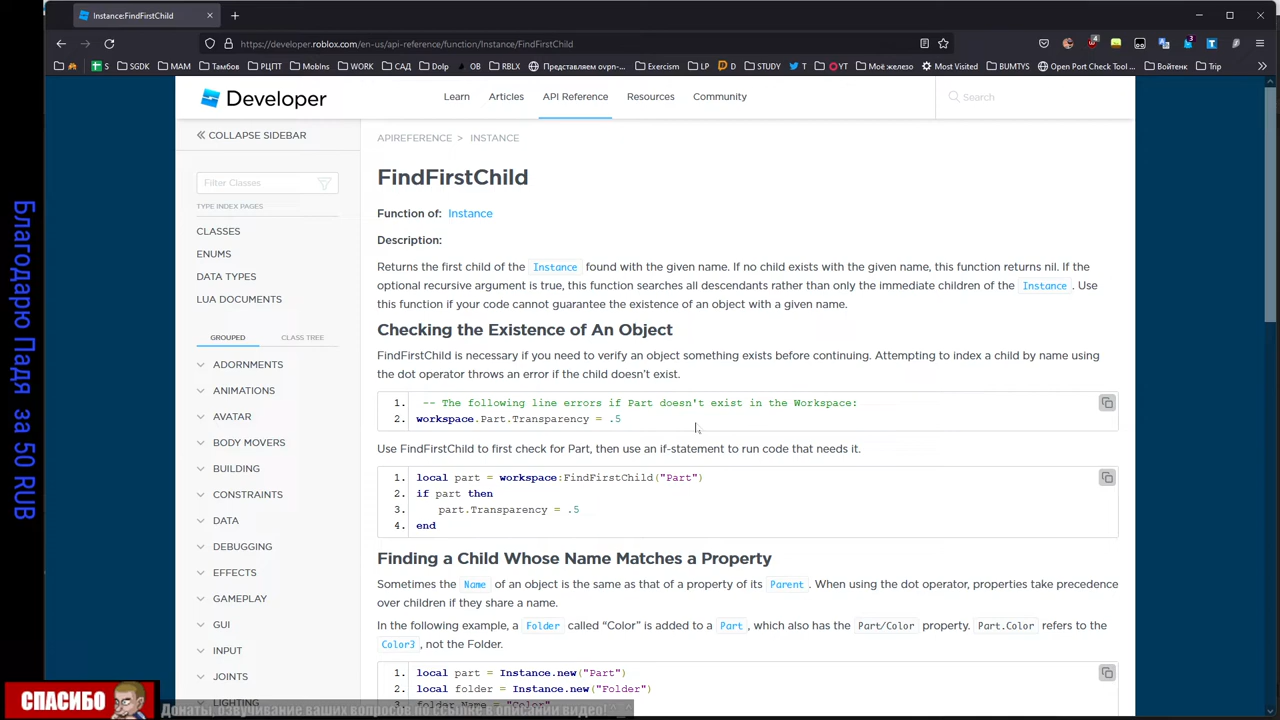 Instance:FindFirstChild
https://developer.roblox.com/en-us/api-reference/function/Instance/FindFirstChild
S SGDK MAM Тамбов РЦПТ MobIns WORK САД Dolp OB RBLX Представляем ovpn-... Exercism LP D STUDY T YT Моё железо Most Visited BUMTYS Open Port Check Tool ... Войтенк Trip
Developer
Learn Articles API Reference Resources Community
Search
COLLAPSE SIDEBAR
Filter Classes
TYPE INDEX PAGES
CLASSES
ENUMS
DATA TYPES
LUA DOCUMENTS
GROUPED CLASS TREE
ADORNMENTS
ANIMATIONS
AVATAR
BODY MOVERS
BUILDING
CONSTRAINTS
DATA
DEBUGGING
EFFECTS
GAMEPLAY
GUI
INPUT
JOINTS
LIGHTING
APIREFERENCE > INSTANCE
FindFirstChild
Function of: Instance
Description:
Returns the first child of the Instance found with the given name. If no child exists with the given name, this function returns nil. If the
optional recursive argument is true, this function searches all descendants rather than only the immediate children of the Instance. Use
this function if your code cannot guarantee the existence of an object with a given name.
Checking the Existence of An Object
FindFirstChild is necessary if you need to verify an object something exists before continuing. Attempting to index a child by name using
the dot operator throws an error if the child doesn't exist.
1. -- The following line errors if Part doesn't exist in the Workspace:
2. workspace.Part.Transparency = .5
Use FindFirstChild to first check for Part, then use an if-statement to run code that needs it.
1. local part = workspace:FindFirstChild("Part")
2. if part then
3. part.Transparency = .5
4. end
Finding a Child Whose Name Matches a Property
Sometimes the Name of an object is the same as that of a property of its Parent. When using the dot operator, properties take precedence
over children if they share a name.
In the following example, a Folder called “Color” is added to a Part, which also has the Part/Color property. Part.Color refers to the
Color3, not the Folder.
1. local part = Instance.new("Part")
2. local folder = Instance.new("Folder")
3. folder.Name = "Color"
Благодарю Падя за 50 RUB
СПАСИБО
Донаты, озвучивание ваших вопросов по ссылке в описании видео! ^_^